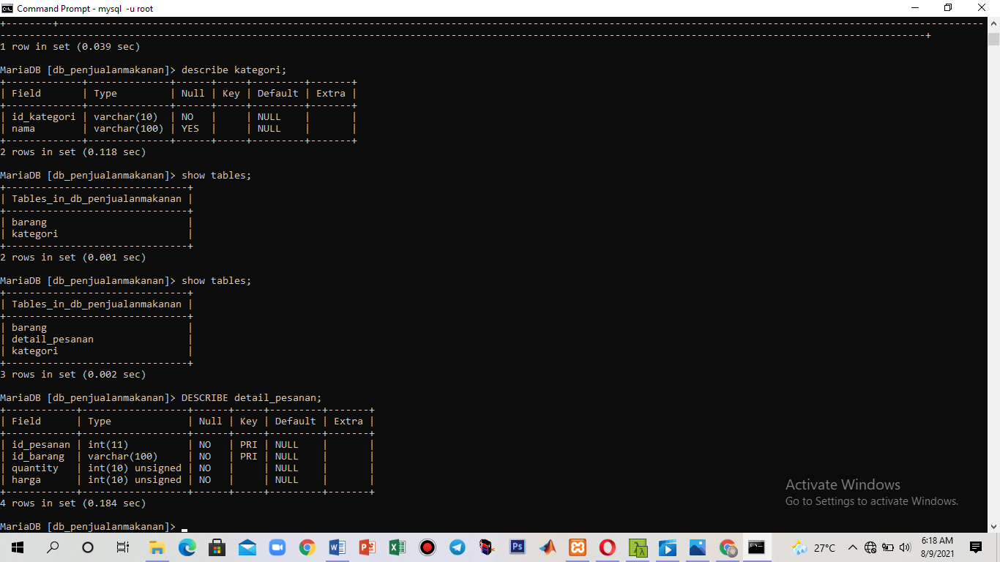 Command Prompt - mysql -u root
+--------+--------------------------------------------------------------------------------------------------------------------------------------------------------------
--------------------------------------------------------------------------------------------------------------------------------------------------------------+
1 row in set (0.039 sec)
MariaDB [db_penjualanmakanan]> describe kategori;
+-------------+--------------+------+-----+---------+-------+
| Field       | Type         | Null | Key | Default | Extra |
+-------------+--------------+------+-----+---------+-------+
| id_kategori | varchar(10)  | NO   |     | NULL    |       |
| nama        | varchar(100) | YES  |     | NULL    |       |
+-------------+--------------+------+-----+---------+-------+
2 rows in set (0.118 sec)
MariaDB [db_penjualanmakanan]> show tables;
+-------------------------------+
| Tables_in_db_penjualanmakanan |
+-------------------------------+
| barang                        |
| kategori                      |
+-------------------------------+
2 rows in set (0.001 sec)
MariaDB [db_penjualanmakanan]> show tables;
+-------------------------------+
| Tables_in_db_penjualanmakanan |
+-------------------------------+
| barang                        |
| detail_pesanan                |
| kategori                      |
+-------------------------------+
3 rows in set (0.002 sec)
MariaDB [db_penjualanmakanan]> DESCRIBE detail_pesanan;
+------------+------------------+------+-----+---------+-------+
| Field      | Type             | Null | Key | Default | Extra |
+------------+------------------+------+-----+---------+-------+
| id_pesanan | int(11)          | NO   | PRI | NULL    |       |
| id_barang  | varchar(100)     | NO   | PRI | NULL    |       |
| quantity   | int(10) unsigned | NO   |     | NULL    |       |
| harga      | int(10) unsigned | NO   |     | NULL    |       |
+------------+------------------+------+-----+---------+-------+
4 rows in set (0.184 sec)
MariaDB [db_penjualanmakanan]> _
Activate Windows
Go to Settings to activate Windows.
27°C
6:18 AM
8/9/2021